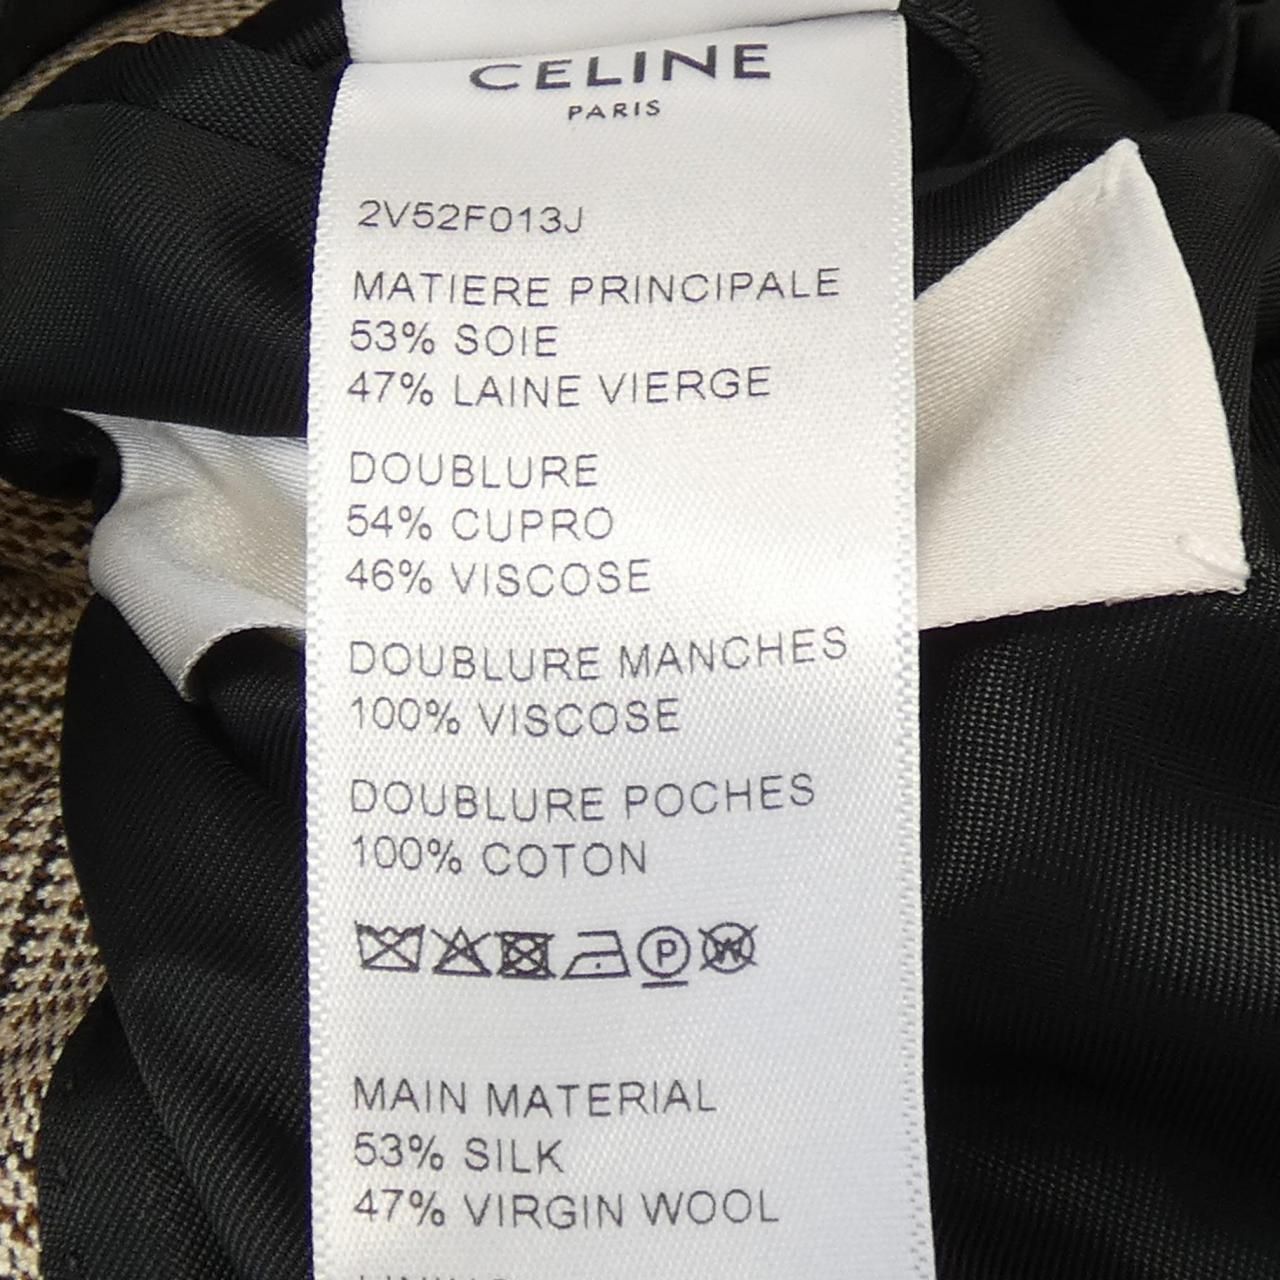 CELINE
PARIS
2V52F013J
MATIERE PRINCIPALE
53% SOIE
47% LAINE VIERGE
DOUBLURE
54% CUPRO
46% VISCOSE
DOUBLURE MANCHES
100% VISCOSE
DOUBLURE POCHES
100% COTON
P W
MAIN MATERIAL
53% SILK
47% VIRGIN WOOL